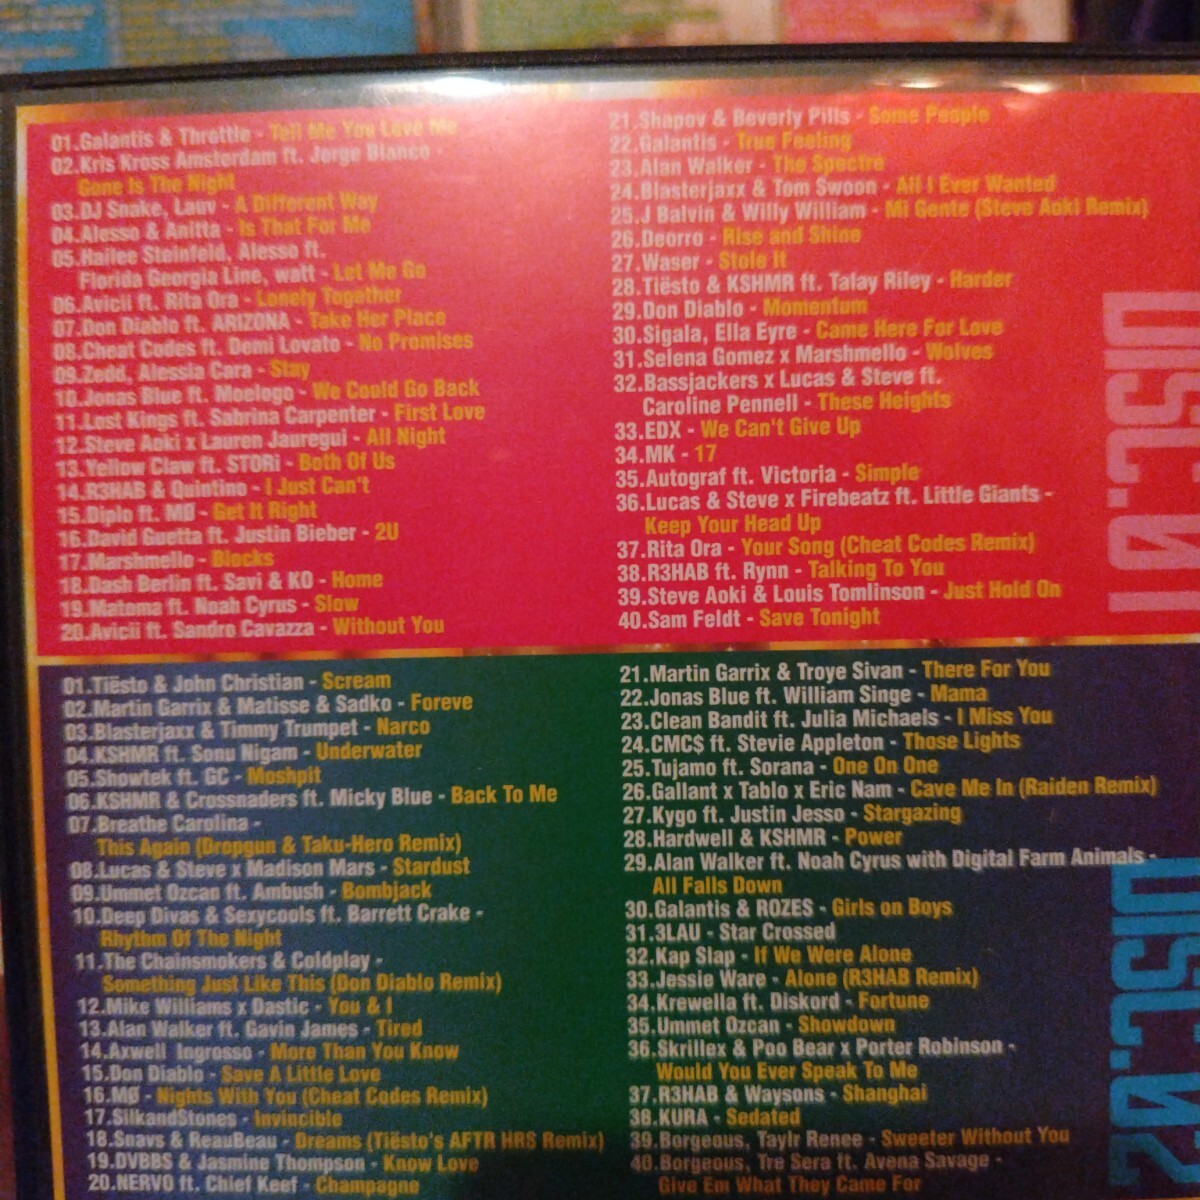 01.Galantis & Throttle - Tell Me You Love Me
02.Kris Kross Amsterdam ft. Jorge Blanco -
Gone Is The Night
03.DJ Snake, Lauv - A Different Way
04.Alesso & Anitta - Is That For Me
05.Hailee Steinfeld, Alesso ft.
Florida Georgia Line, watt - Let Me Go
06.Avicii ft. Rita Ora - Lonely Together
07.Don Diablo ft. ARIZONA - Take Her Place
08.Cheat Codes ft. Demi Lovato - No Promises
09.Zedd, Alessia Cara - Stay
10.Jonas Blue ft. Moelogo - We Could Go Back
11.Lost Kings ft. Sabrina Carpenter - First Love
12.Steve Aoki x Lauren Jauregui - All Night
13.Yellow Claw ft. STORi - Both Of Us
14.R3HAB & Quintino - I Just Can't
15.Diplo ft. MØ - Get It Right
16.David Guetta ft. Justin Bieber - 2U
17.Marshmello - Blocks
18.Dash Berlin ft. Savi & KO - Home
19.Matoma ft. Noah Cyrus - Slow
20.Avicii ft. Sandro Cavazza - Without You
21.Shapov & Beverly Pills - Some People
22.Galantis - True Feeling
23.Alan Walker - The Spectre
24.Blasterjaxx & Tom Swoon - All I Ever Wanted
25.J Balvin & Willy William - Mi Gente (Steve Aoki Remix)
26.Deorro - Rise and Shine
27.Waser - Stole It
28.Tiësto & KSHMR ft. Talay Riley - Harder
29.Don Diablo - Momentum
30.Sigala, Ella Eyre - Came Here For Love
31.Selena Gomez x Marshmello - Wolves
32.Bassjackers x Lucas & Steve ft.
Caroline Pennell - These Heights
33.EDX - We Can't Give Up
34.MK - 17
35.Autograf ft. Victoria - Simple
36.Lucas & Steve x Firebeatz ft. Little Giants -
Keep Your Head Up
37.Rita Ora - Your Song (Cheat Codes Remix)
38.R3HAB ft. Rynn - Talking To You
39.Steve Aoki & Louis Tomlinson - Just Hold On
40.Sam Feldt - Save Tonight
DISC.01
01.Tiësto & John Christian - Scream
02.Martin Garrix & Matisse & Sadko - Foreve
03.Blasterjaxx & Timmy Trumpet - Narco
04.KSHMR ft. Sonu Nigam - Underwater
05.Showtek ft. GC - Moshpit
06.KSHMR & Crossnaders ft. Micky Blue - Back To Me
07.Breathe Carolina -
This Again (Dropgun & Taku-Hero Remix)
08.Lucas & Steve x Madison Mars - Stardust
09.Ummet Ozcan ft. Ambush - Bombjack
10.Deep Divas & Sexycools ft. Barrett Crake -
Rhythm Of The Night
11.The Chainsmokers & Coldplay -
Something Just Like This (Don Diablo Remix)
12.Mike Williams x Dastic - You & I
13.Alan Walker ft. Gavin James - Tired
14.Axwell Ingrosso - More Than You Know
15.Don Diablo - Save A Little Love
16.MØ - Nights With You (Cheat Codes Remix)
17.SilkandStones - Invincible
18.Snavs & ReauBeau - Dreams (Tiësto's AFTR HRS Remix)
19.DVBBS & Jasmine Thompson - Know Love
20.NERVO ft. Chief Keef - Champagne
21.Martin Garrix & Troye Sivan - There For You
22.Jonas Blue ft. William Singe - Mama
23.Clean Bandit ft. Julia Michaels - I Miss You
24.CMC$ ft. Stevie Appleton - Those Lights
25.Tujamo ft. Sorana - One On One
26.Gallant x Tablo x Eric Nam - Cave Me In (Raiden Remix)
27.Kygo ft. Justin Jesso - Stargazing
28.Hardwell & KSHMR - Power
29.Alan Walker ft. Noah Cyrus with Digital Farm Animals -
All Falls Down
30.Galantis & ROZES - Girls on Boys
31.3LAU - Star Crossed
32.Kap Slap - If We Were Alone
33.Jessie Ware - Alone (R3HAB Remix)
34.Krewella ft. Diskord - Fortune
35.Ummet Ozcan - Showdown
36.Skrillex & Poo Bear x Porter Robinson -
Would You Ever Speak To Me
37.R3HAB & Waysons - Shanghai
38.KURA - Sedated
39.Borgeous, Taylr Renee - Sweeter Without You
40.Borgeous, Tre Sera ft. Avena Savage -
Give Em What They Came For
DISC.02